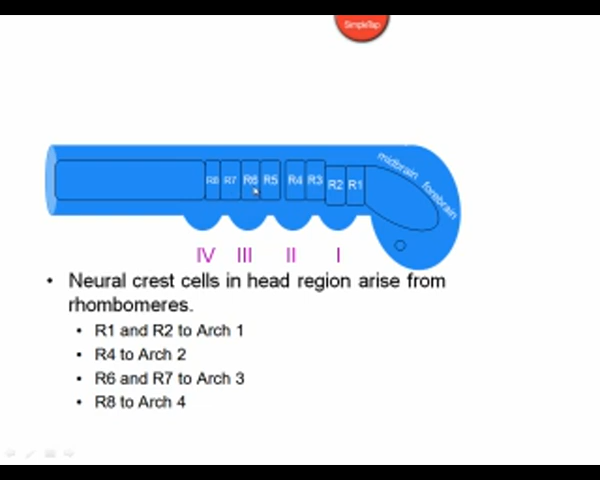 SimpleTap
midbrain
forebrain
R8 R7 R6 R5 R4 R3 R2 R1
IV III II I
• Neural crest cells in head region arise from
rhombomeres.
• R1 and R2 to Arch 1
• R4 to Arch 2
• R6 and R7 to Arch 3
• R8 to Arch 4